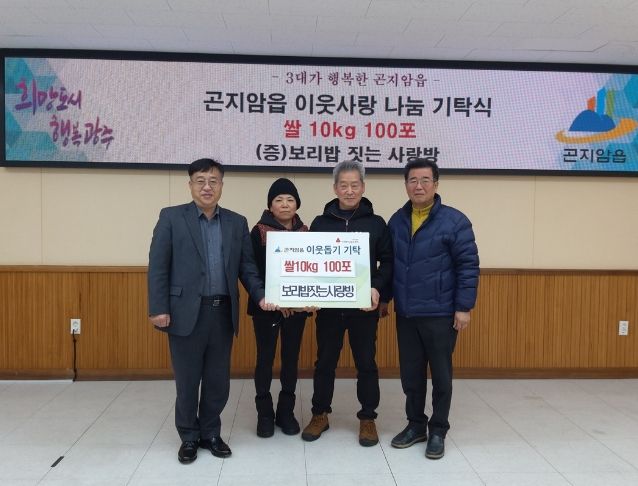 - 3대가 행복한 곤지암읍 -
희망도시
행복광주
곤지암읍 이웃사랑 나눔 기탁식
쌀 10kg 100포
(증)보리밥 짓는 사랑방
곤지암읍
곤지암읍 이웃돕기 기탁
쌀10kg 100포
보리밥짓는사랑방